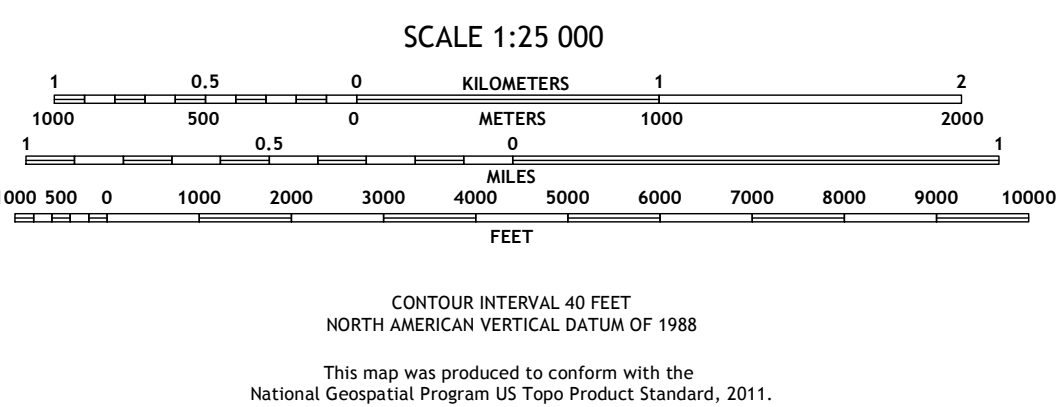 SCALE 1:25 000
1 0.5 0 KILOMETERS 1 2
1000 500 0 METERS 1000 2000
1 0.5 0 1
MILES
000 500 0 1000 2000 3000 4000 5000 6000 7000 8000 9000 10000
FEET
CONTOUR INTERVAL 40 FEET
NORTH AMERICAN VERTICAL DATUM OF 1988
This map was produced to conform with the
National Geospatial Program US Topo Product Standard, 2011.